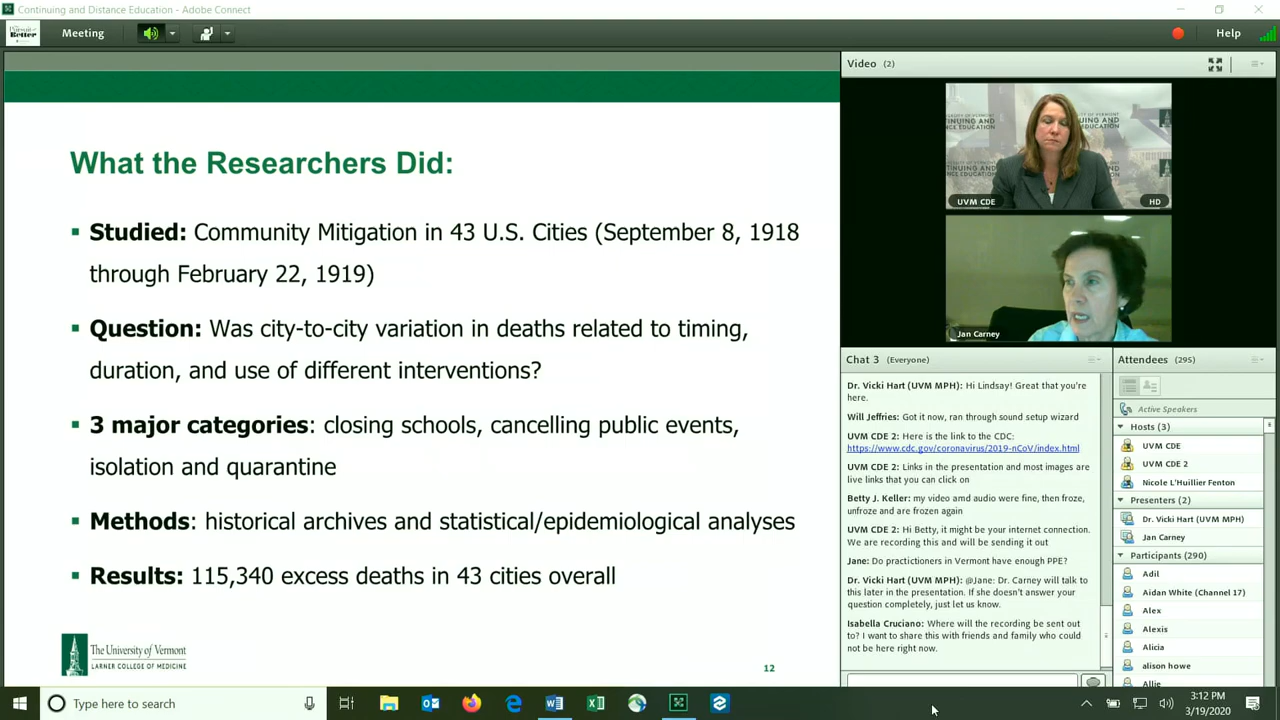 Continuing and Distance Education - Adobe Connect
Pursuit
Better
Meeting
Help
What the Researchers Did:
Studied: Community Mitigation in 43 U.S. Cities (September 8, 1918
through February 22, 1919)
Question: Was city-to-city variation in deaths related to timing,
duration, and use of different interventions?
3 major categories: closing schools, cancelling public events,
isolation and quarantine
Methods: historical archives and statistical/epidemiological analyses
Results: 115,340 excess deaths in 43 cities overall
The University of Vermont
LARNER COLLEGE OF MEDICINE
12
Video (2)
UVM CDE
HD
Jan Carney
Chat 3 (Everyone)
Dr. Vicki Hart (UVM MPH): Hi Lindsay! Great that you're
here.
Will Jeffries: Got it now, ran through sound setup wizard
UVM CDE 2: Here is the link to the CDC:
https://www.cdc.gov/coronavirus/2019-nCoV/index.html
UVM CDE 2: Links in the presentation and most images are
live links that you can click on
Betty J. Keller: my video amd audio were fine, then froze,
unfroze and are frozen again
UVM CDE 2: Hi Betty, it might be your internet connection.
We are recording this and will be sending it out
Jane: Do practictioners in Vermont have enough PPE?
Dr. Vicki Hart (UVM MPH): @Jane: Dr. Carney will talk to
this later in the presentation. If she doesn't answer your
question completely, just let us know.
Isabella Cruciano: Where will the recording be sent out
to? I want to share this with friends and family who could
not be here right now.
Attendees (295)
Active Speakers
Hosts (3)
UVM CDE
UVM CDE 2
Nicole L'Huillier Fenton
Presenters (2)
Dr. Vicki Hart (UVM MPH)
Jan Carney
Participants (290)
Adil
Aidan White (Channel 17)
Alex
Alexis
Alicia
alison howe
Allie
Type here to search
3:12 PM
3/19/2020